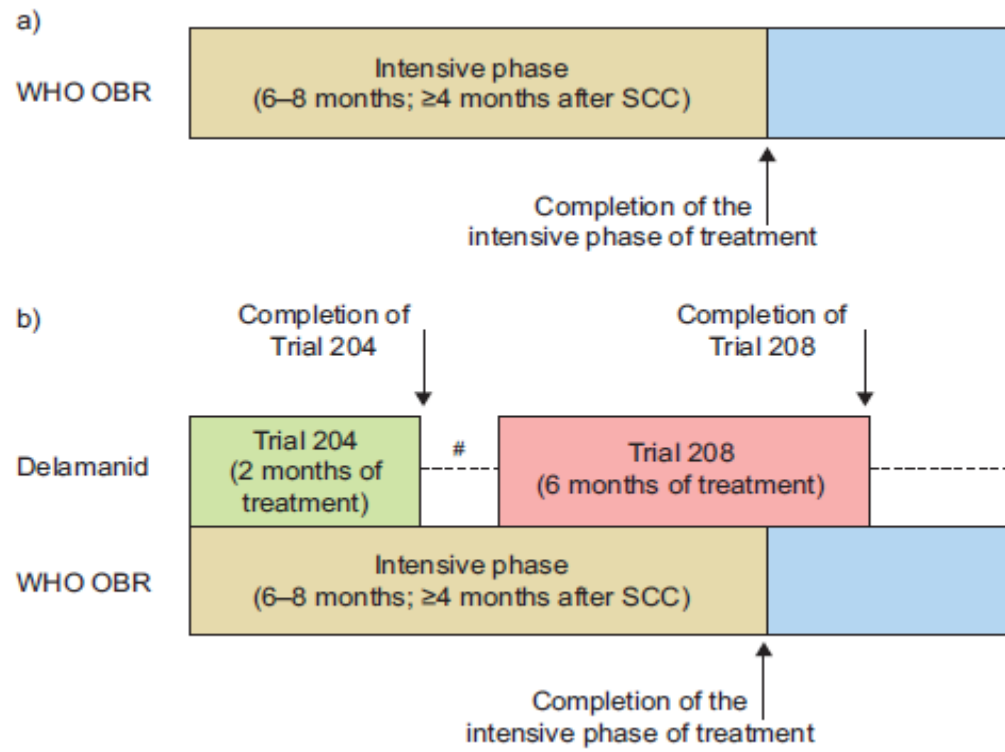 a)
WHO OBR
Intensive phase
(6–8 months; ≥4 months after SCC)
Completion of the
intensive phase of treatment
b)
Completion of
Trial 204
Completion of
Trial 208
Delamanid
Trial 204
(2 months of
treatment)
#
Trial 208
(6 months of treatment)
WHO OBR
Intensive phase
(6–8 months; ≥4 months after SCC)
Completion of the
intensive phase of treatment